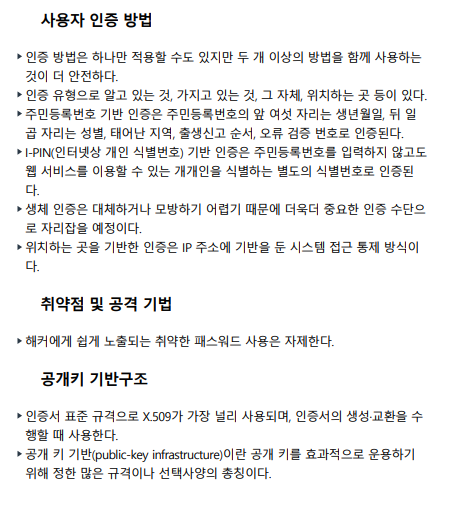 사용자 인증 방법
▶ 인증 방법은 하나만 적용할 수도 있지만 두 개 이상의 방법을 함께 사용하는
것이 더 안전하다.
▶ 인증 유형으로 알고 있는 것, 가지고 있는 것, 그 자체, 위치하는 곳 등이 있다.
▶ 주민등록번호 기반 인증은 주민등록번호의 앞 여섯 자리는 생년월일, 뒤 일
곱 자리는 성별, 태어난 지역, 출생신고 순서, 오류 검증 번호로 인증된다.
▶ I-PIN(인터넷상 개인 식별번호) 기반 인증은 주민등록번호를 입력하지 않고도
웹 서비스를 이용할 수 있는 개개인을 식별하는 별도의 식별번호로 인증된
다.
▶ 생체 인증은 대체하거나 모방하기 어렵기 때문에 더욱더 중요한 인증 수단으
로 자리잡을 예정이다.
▶ 위치하는 곳을 기반한 인증은 IP 주소에 기반을 둔 시스템 접근 통제 방식이
다.
취약점 및 공격 기법
▶ 해커에게 쉽게 노출되는 취약한 패스워드 사용은 자제한다.
공개키 기반구조
▶ 인증서 표준 규격으로 X.509가 가장 널리 사용되며, 인증서의 생성·교환을 수
행할 때 사용한다.
▶ 공개 키 기반(public-key infrastructure)이란 공개 키를 효과적으로 운용하기
위해 정한 많은 규격이나 선택사양의 총칭이다.